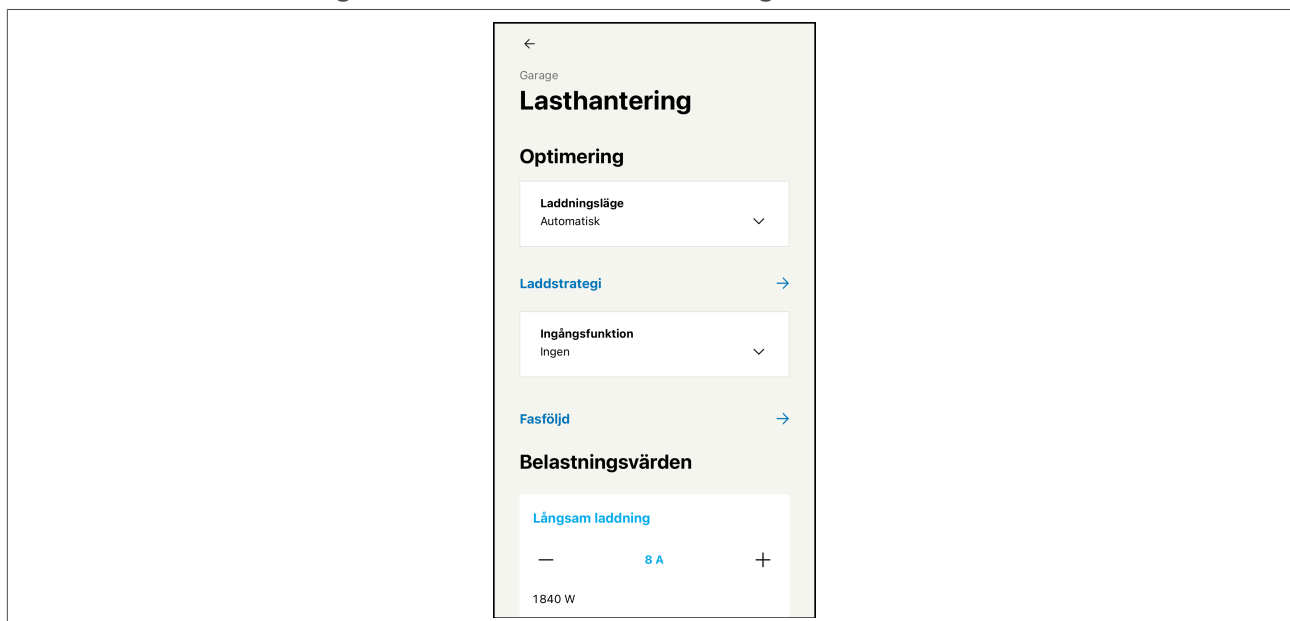 Garage
Lasthantering
Optimering
Laddningsläge
Automatisk
Laddstrategi
Ingångsfunktion
Ingen
Fasföljd
Belastningsvärden
Långsam laddning
8 A
1840 W